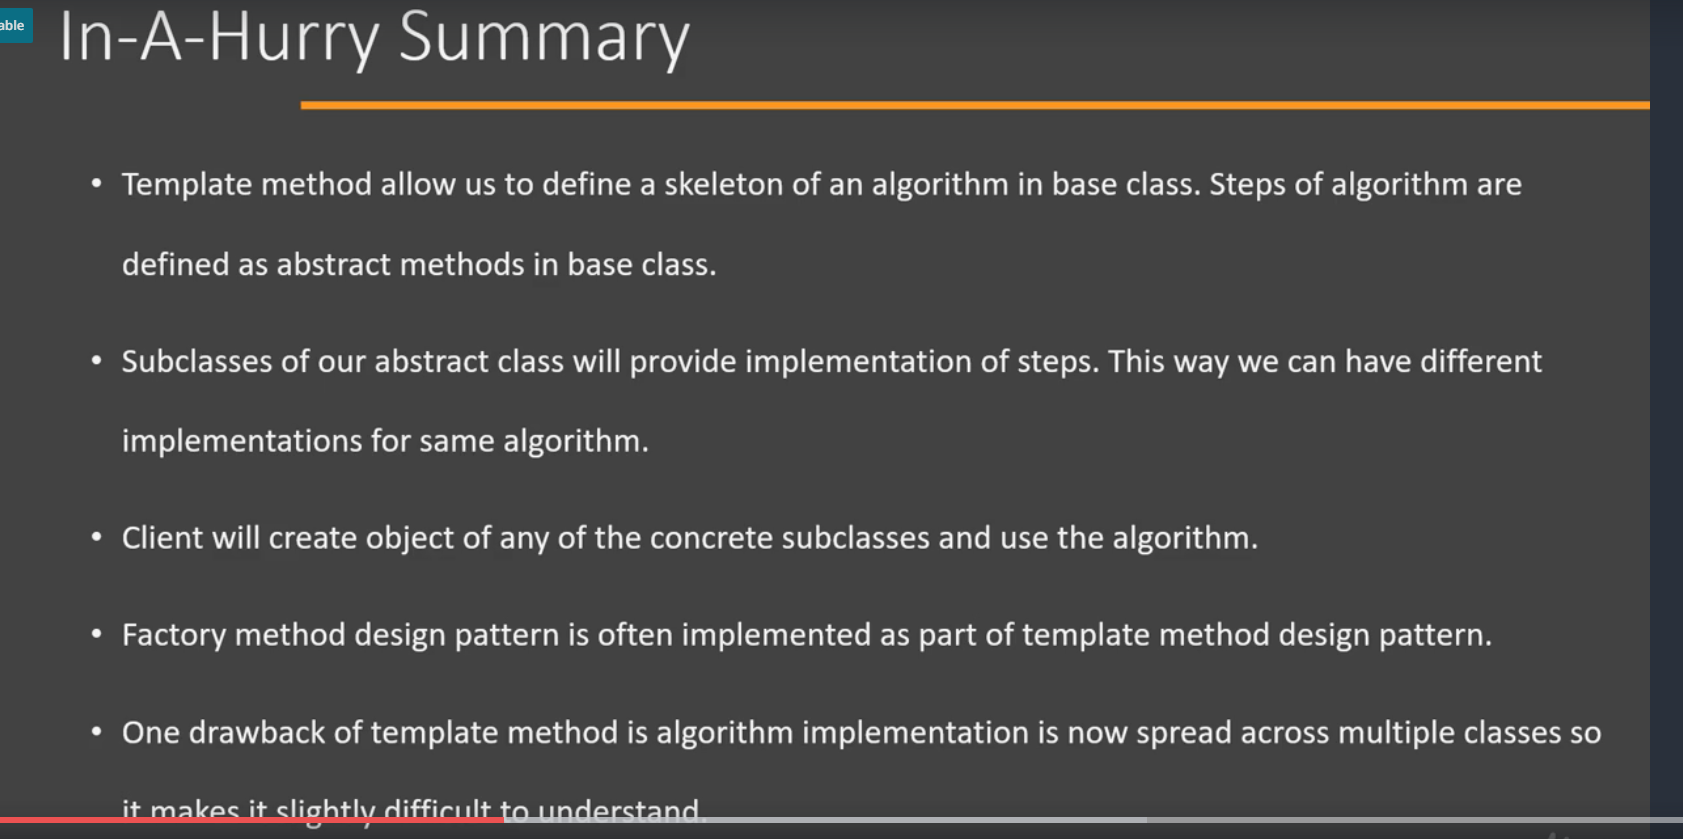 able
In-A-Hurry Summary
• Template method allow us to define a skeleton of an algorithm in base class. Steps of algorithm are
defined as abstract methods in base class.
• Subclasses of our abstract class will provide implementation of steps. This way we can have different
implementations for same algorithm.
• Client will create object of any of the concrete subclasses and use the algorithm.
• Factory method design pattern is often implemented as part of template method design pattern.
• One drawback of template method is algorithm implementation is now spread across multiple classes so
it makes it slightly difficult to understand.